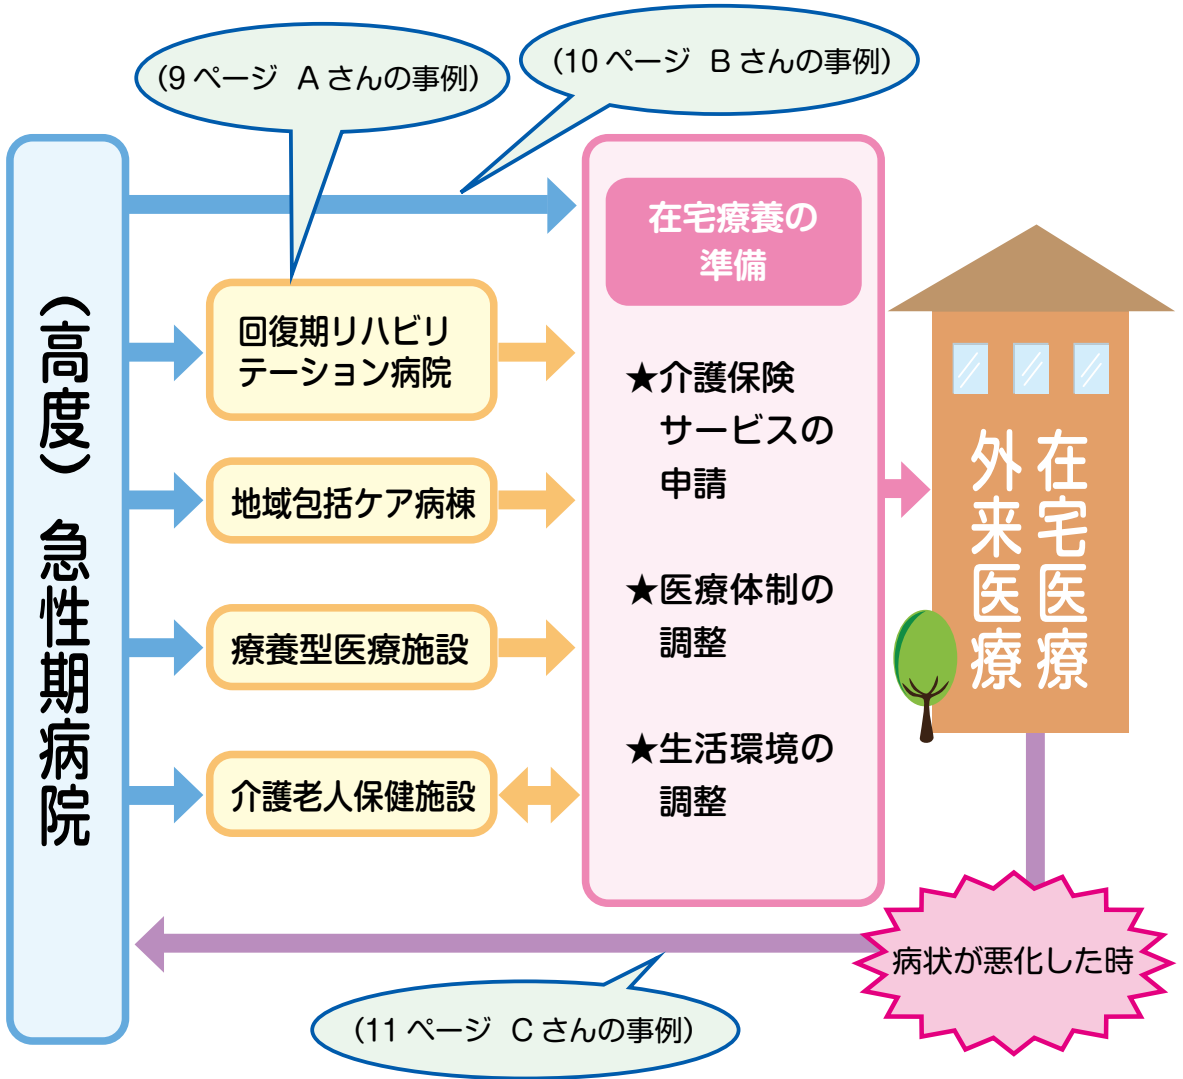 (9ページ Aさんの事例)
(10ページ Bさんの事例)
(高度)急性期病院
回復期リハビリ
テーション病院
地域包括ケア病棟
療養型医療施設
介護老人保健施設
在宅療養の
準備
★介護保険
サービスの
申請
★医療体制の
調整
★生活環境の
調整
在宅医療
外来医療
病状が悪化した時
(11ページ Cさんの事例)